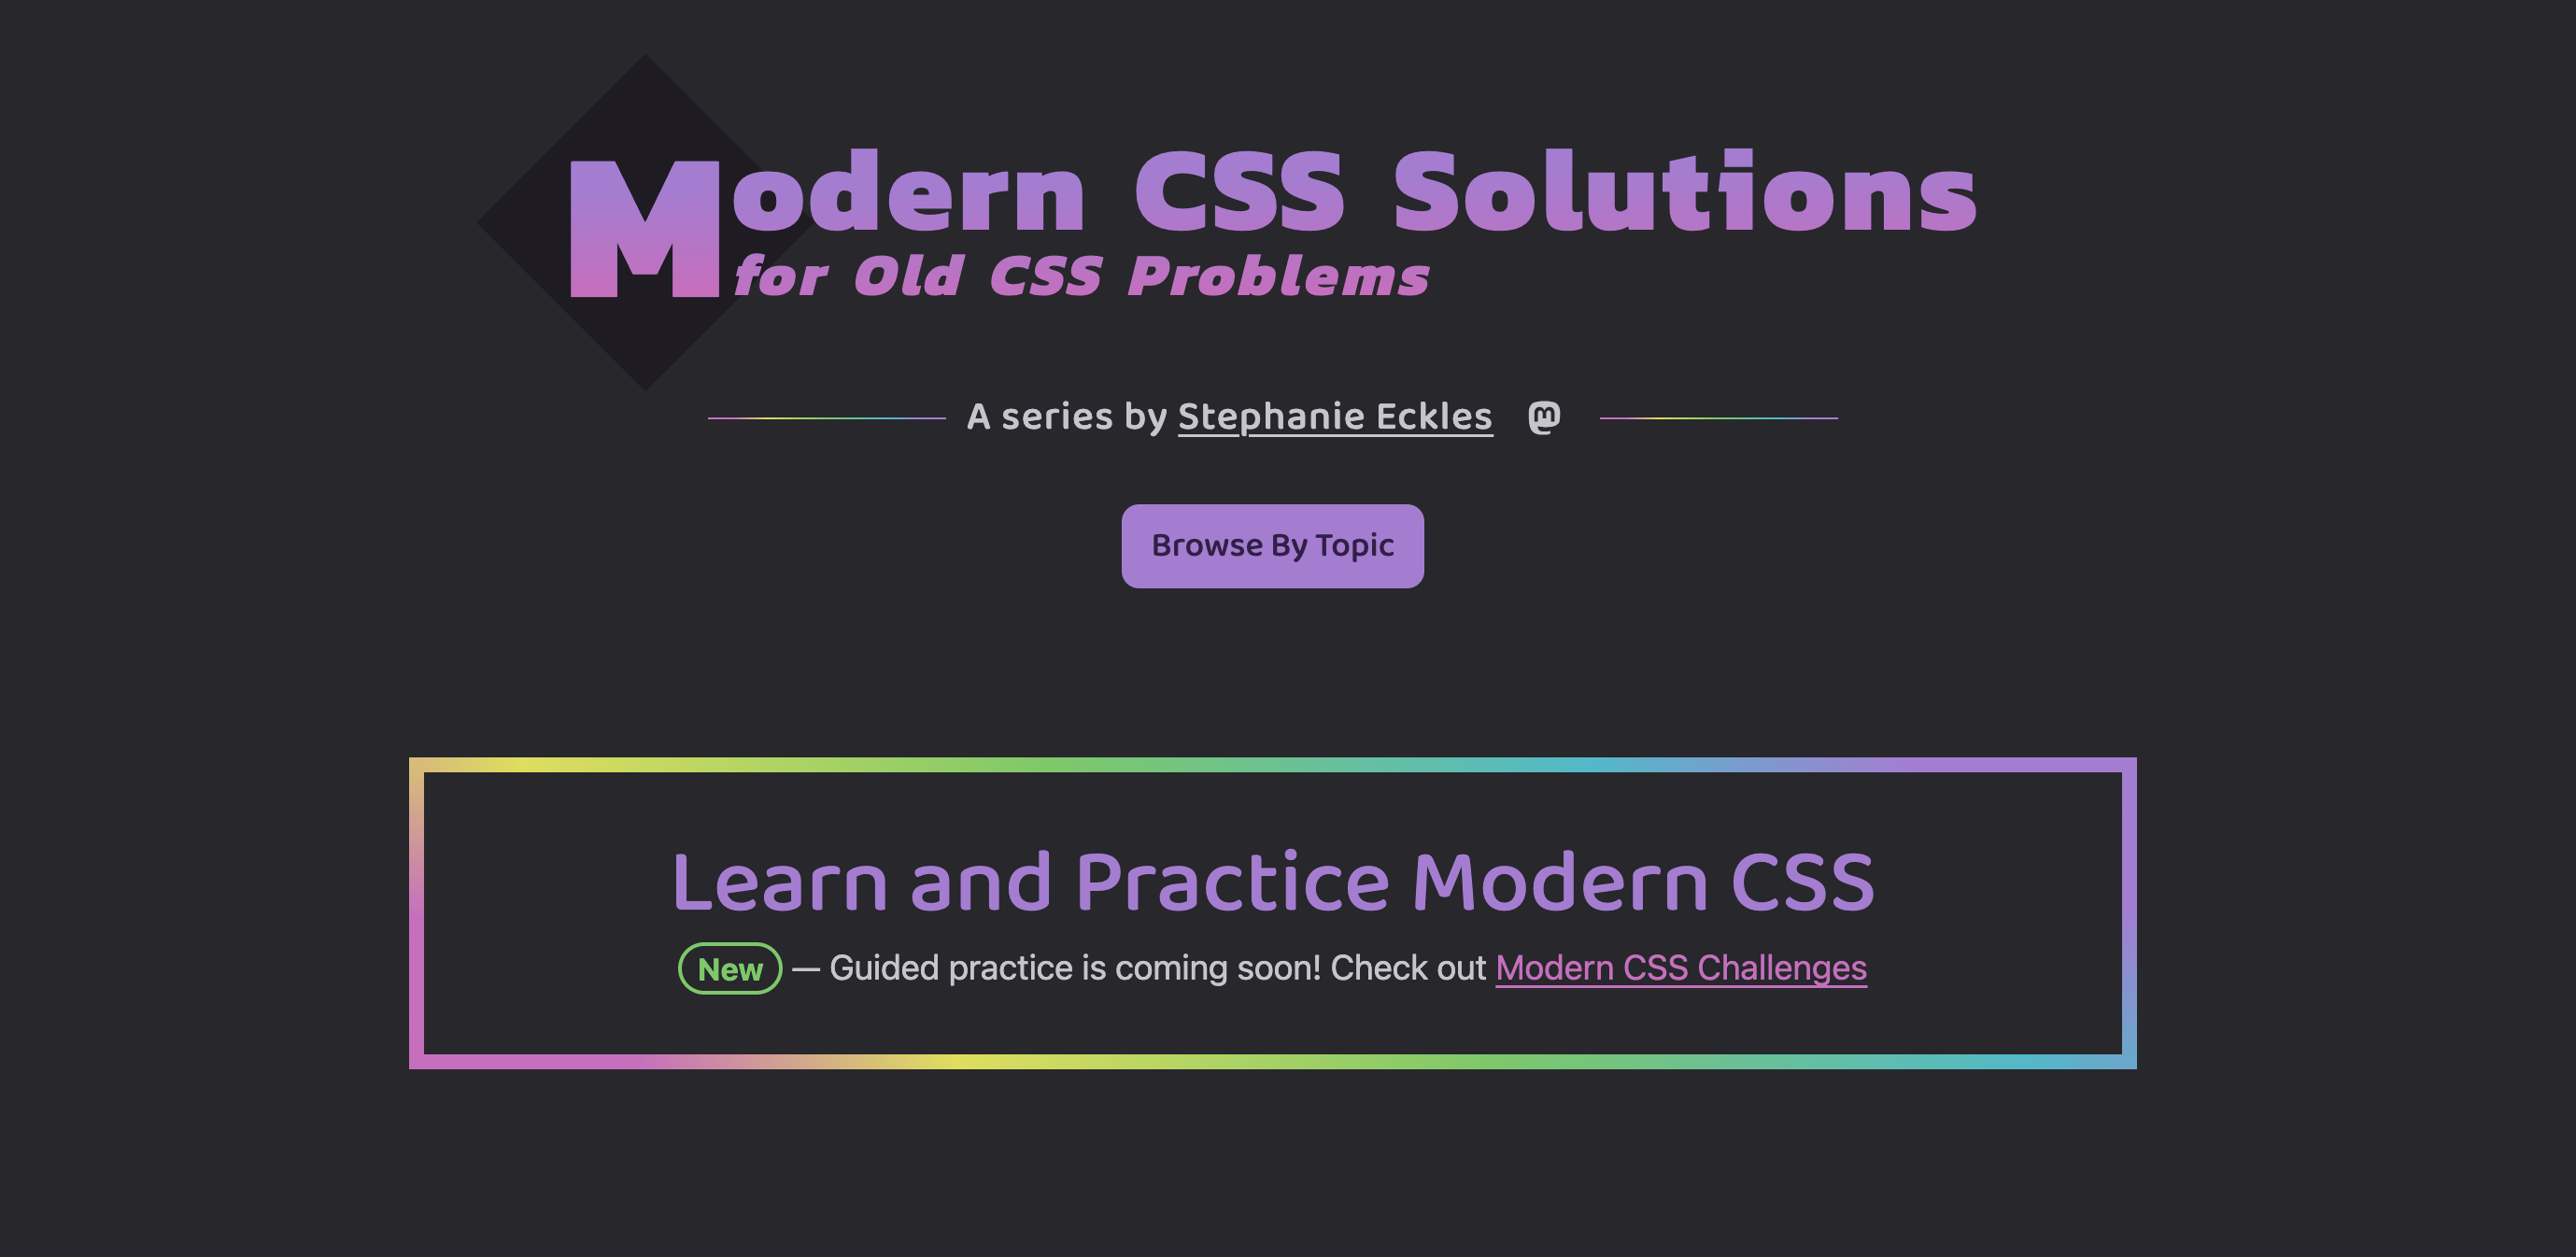 Modern CSS Solutions
for Old CSS Problems
A series by Stephanie Eckles
Browse By Topic
Learn and Practice Modern CSS
New — Guided practice is coming soon! Check out Modern CSS Challenges